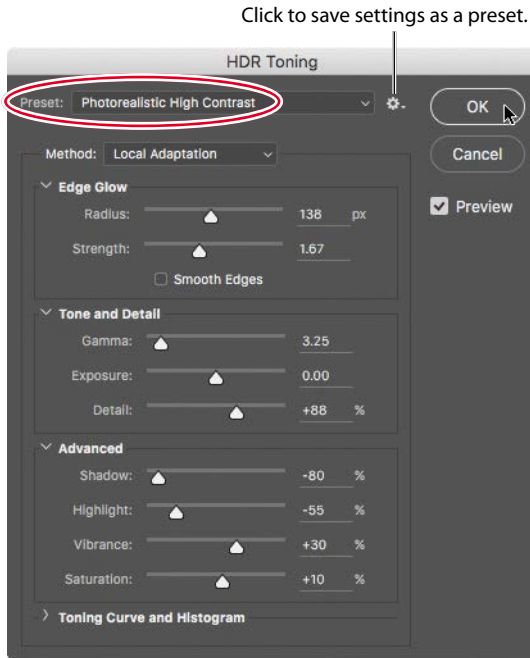 Click to save settings as a preset.
HDR Toning
Preset: Photorealistic High Contrast
OK
Method: Local Adaptation
Cancel
Edge Glow
Preview
Radius: 138 px
Strength: 1.67
Smooth Edges
Tone and Detail
Gamma: 3.25
Exposure: 0.00
Detail: +88 %
Advanced
Shadow: -80 %
Highlight: -55 %
Vibrance: +30 %
Saturation: +10 %
Toning Curve and Histogram